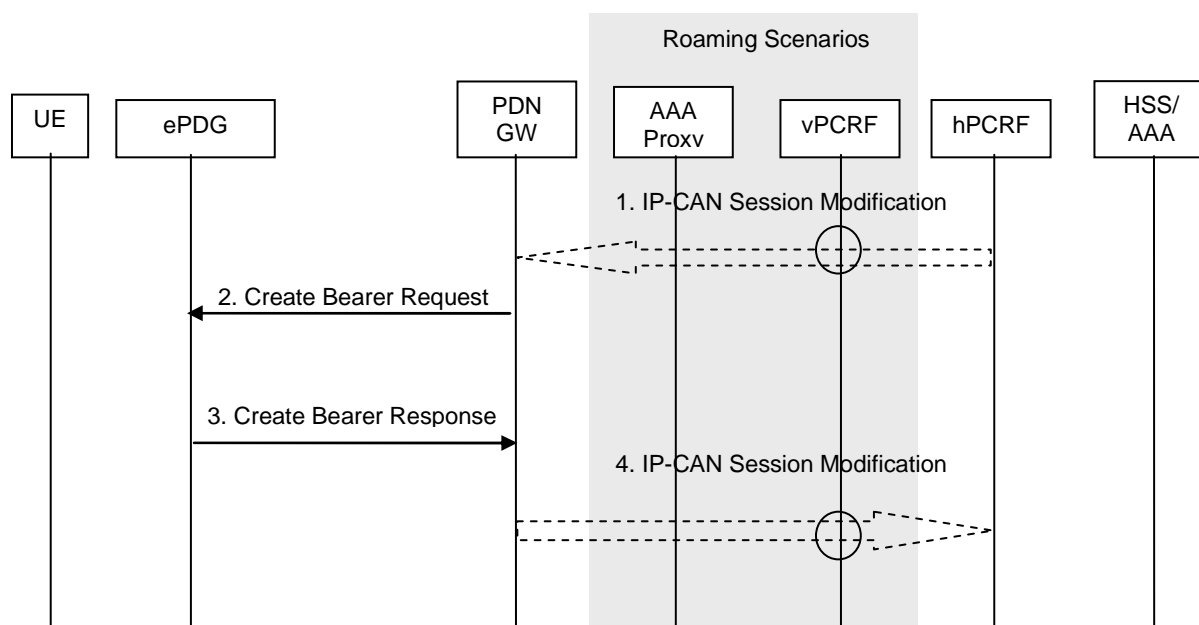 Roaming Scenarios
UE
ePDG
PDN
GW
AAA
Proxv
vPCRF
hPCRF
HSS/
AAA
1. IP-CAN Session Modification
2. Create Bearer Request
3. Create Bearer Response
4. IP-CAN Session Modification